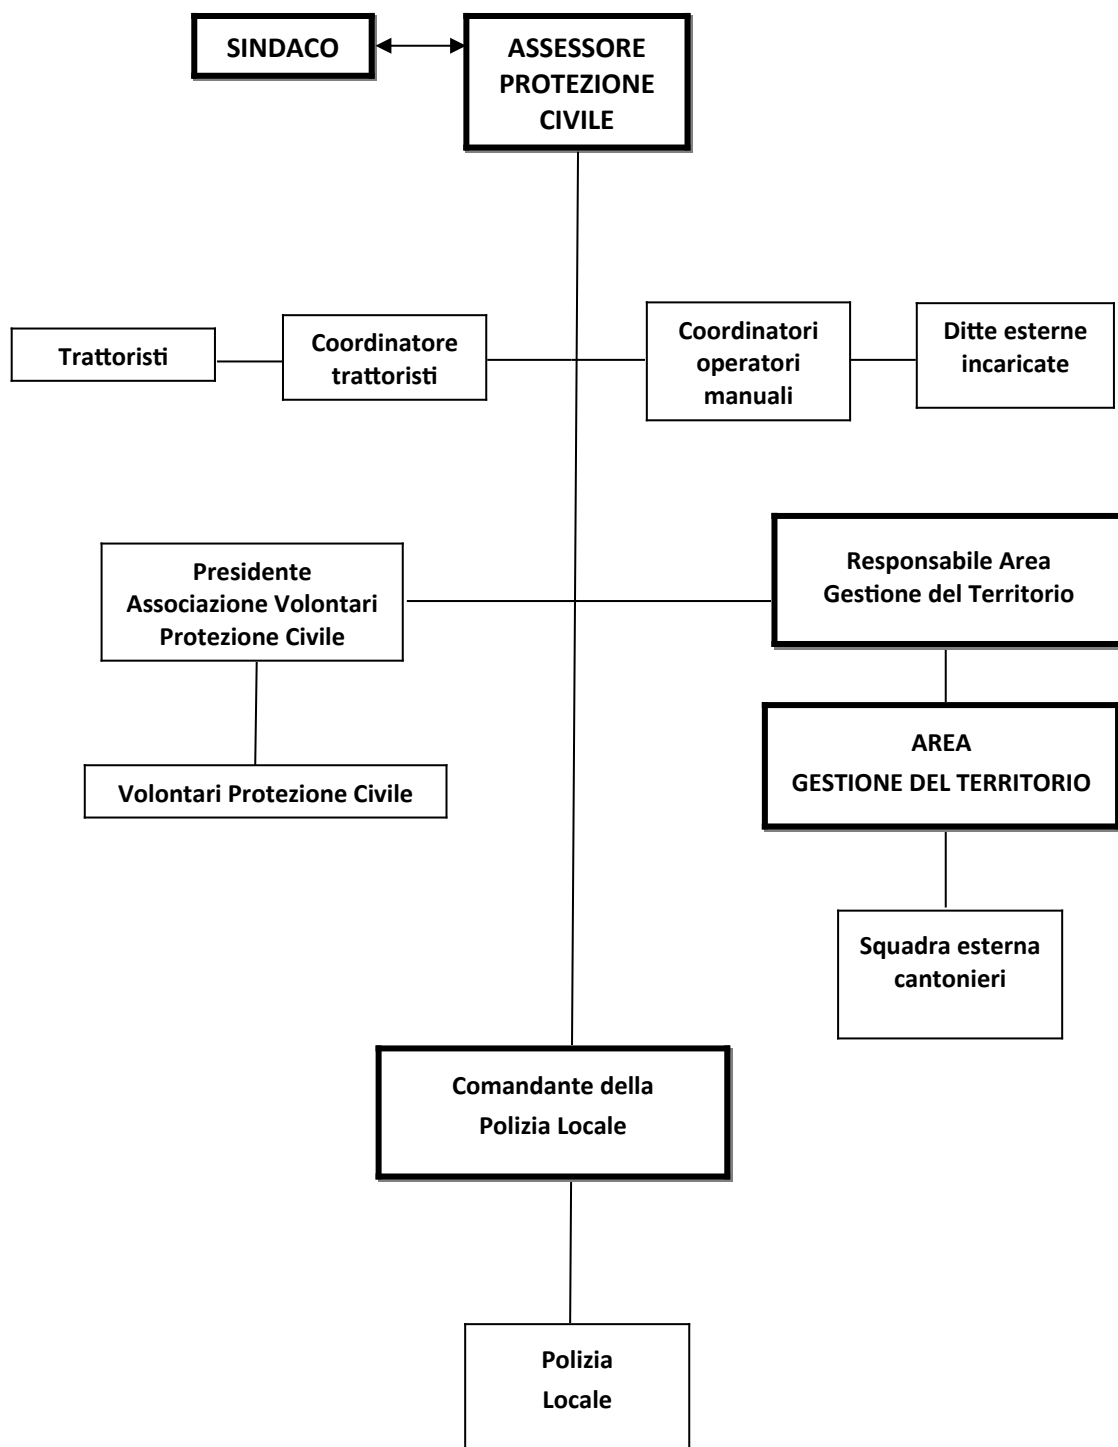 SINDACO
ASSESSORE
PROTEZIONE
CIVILE
Trattoristi
Coordinatore
trattoristi
Coordinatori
operatori
manuali
Ditte esterne
incaricate
Presidente
Associazione Volontari
Protezione Civile
Responsabile Area
Gestione del Territorio
Volontari Protezione Civile
AREA
GESTIONE DEL TERRITORIO
Squadra esterna
cantonieri
Comandante della
Polizia Locale
Polizia
Locale